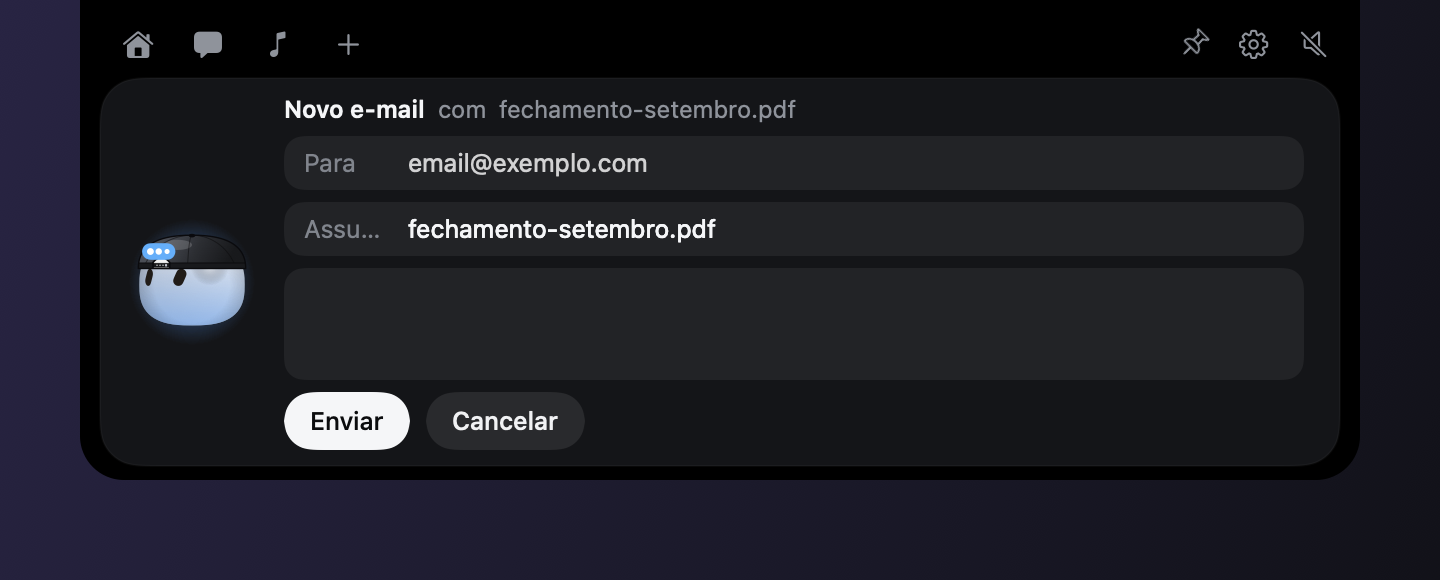 Novo e-mail com fechamento-setembro.pdf
Para email@exemplo.com
Assu... fechamento-setembro.pdf
Enviar Cancelar